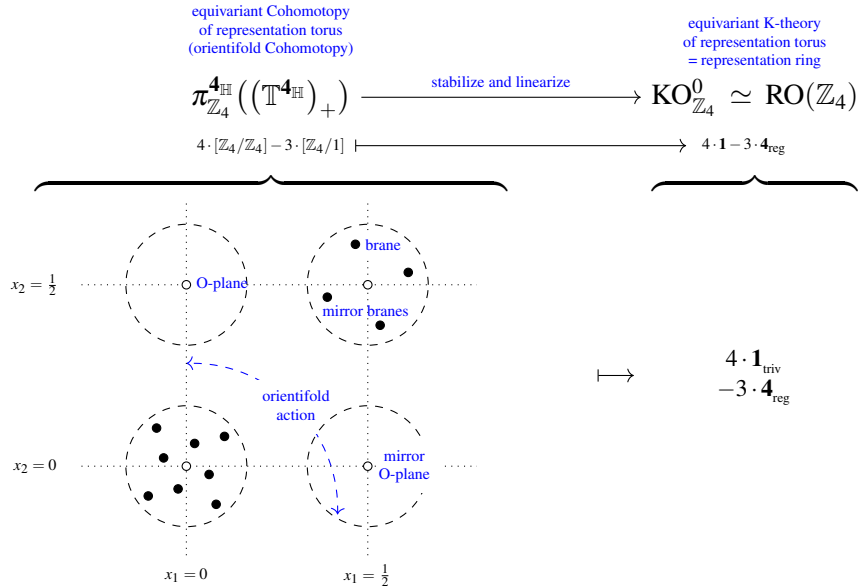 equivariant Cohomotopy
of representation torus
(orientifold Cohomotopy)
equivariant K-theory
of representation torus
= representation ring
π^{4_ℍ}_{ℤ_4}((𝕋^{4_ℍ})_+)
stabilize and linearize
KO^0_{ℤ_4} ≃ RO(ℤ_4)
4 · [ℤ_4/ℤ_4] − 3 · [ℤ_4/1] ⟼ 4 · 1 − 3 · 4_reg
x_2 = 1/2
O-plane
brane
mirror branes
orientifold
action
4 · 1_triv
−3 · 4_reg
↦
x_2 = 0
mirror
O-plane
x_1 = 0
x_1 = 1/2